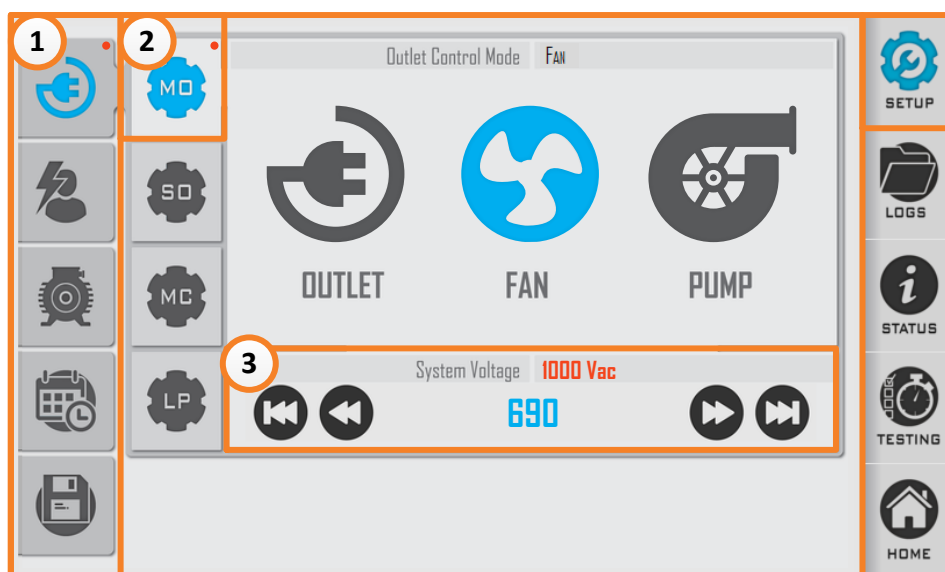 1
2
Outlet Control Mode FAN
SETUP
MO
SO
LOGS
OUTLET FAN PUMP
MC
STATUS
3
System Voltage 1000 Vac
LP
690
TESTING
HOME